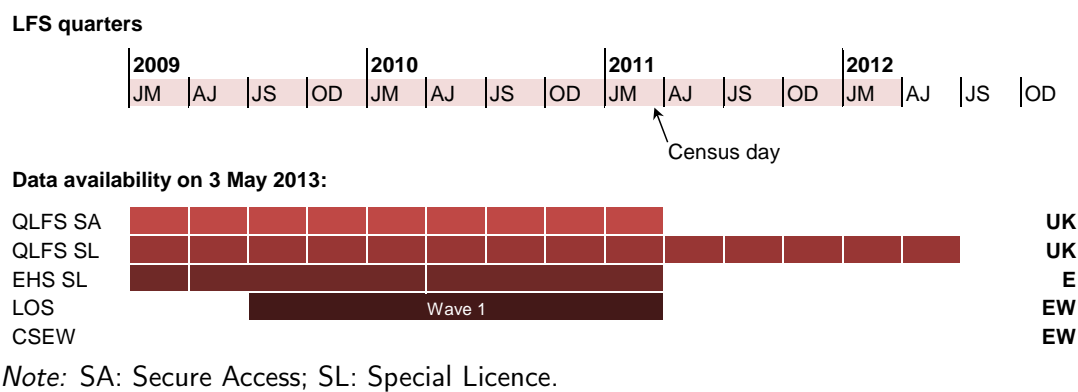 LFS quarters
2009 2010 2011 2012
JM AJ JS OD JM AJ JS OD JM AJ JS OD JM AJ JS OD
Census day
Data availability on 3 May 2013:
QLFS SA UK
QLFS SL UK
EHS SL E
LOS Wave 1 EW
CSEW EW
Note: SA: Secure Access; SL: Special Licence.